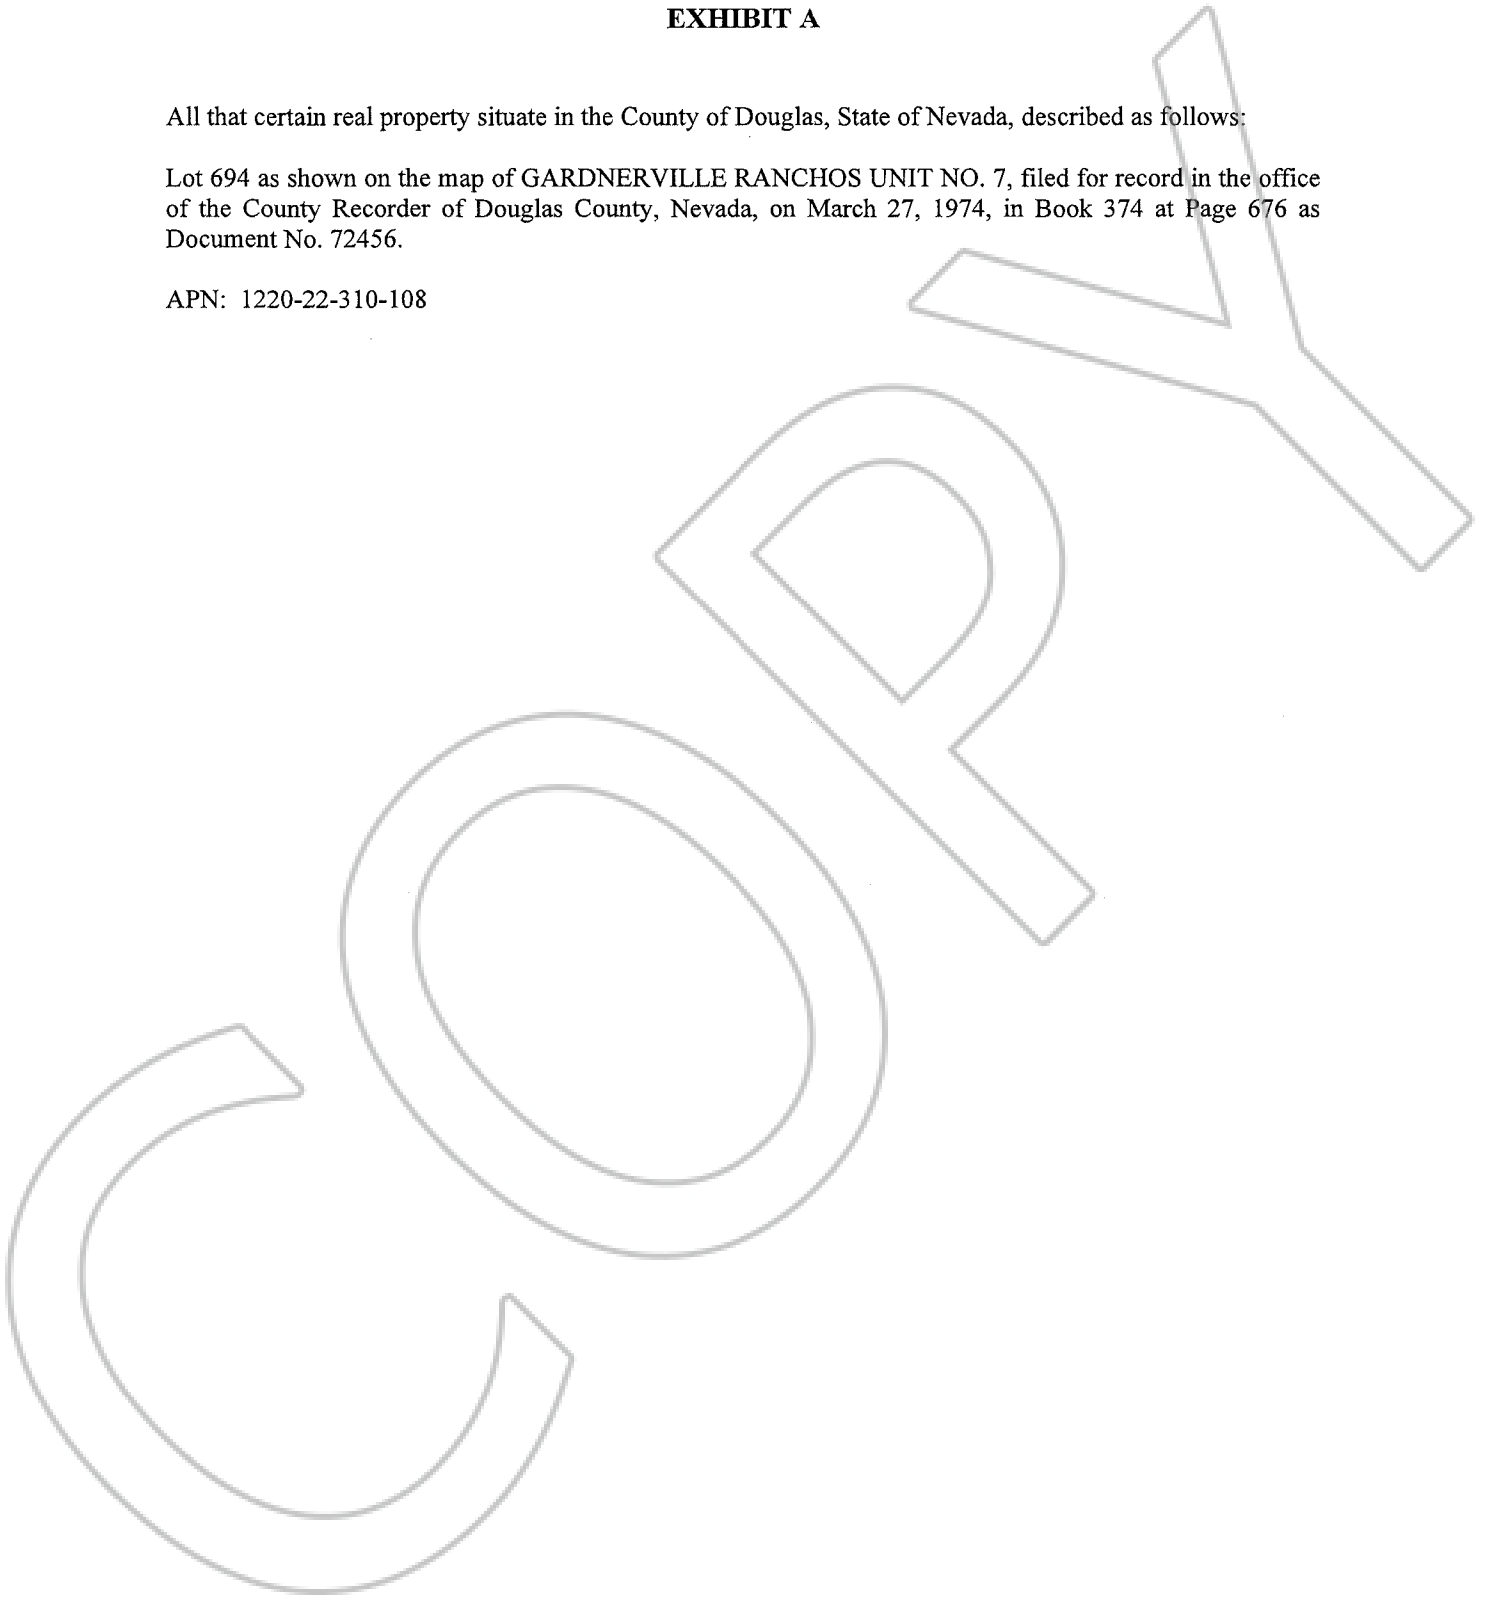 EXHIBIT A
All that certain real property situate in the County of Douglas, State of Nevada, described as follows:
Lot 694 as shown on the map of GARDNERVILLE RANCHOS UNIT NO. 7, filed for record in the office
of the County Recorder of Douglas County, Nevada, on March 27, 1974, in Book 374 at Page 676 as
Document No. 72456.
APN: 1220-22-310-108
COPY